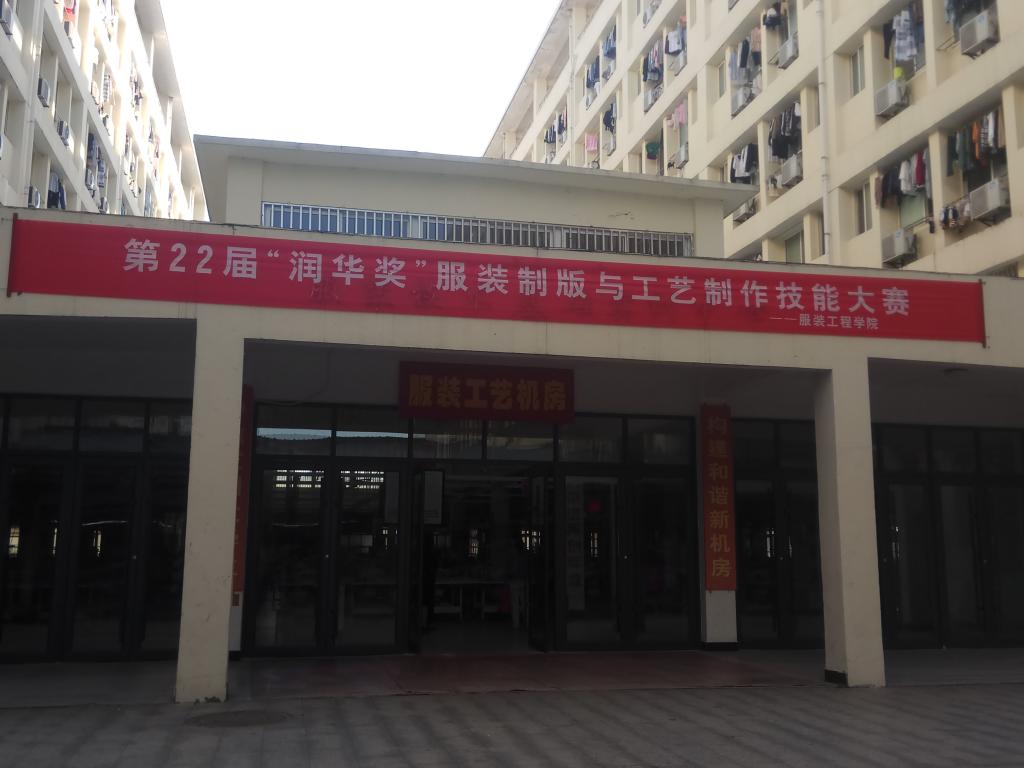 第22届“润华奖”服装制版与工艺制作技能大赛
——服装工程学院
服装工艺机房
构建和谐新机房